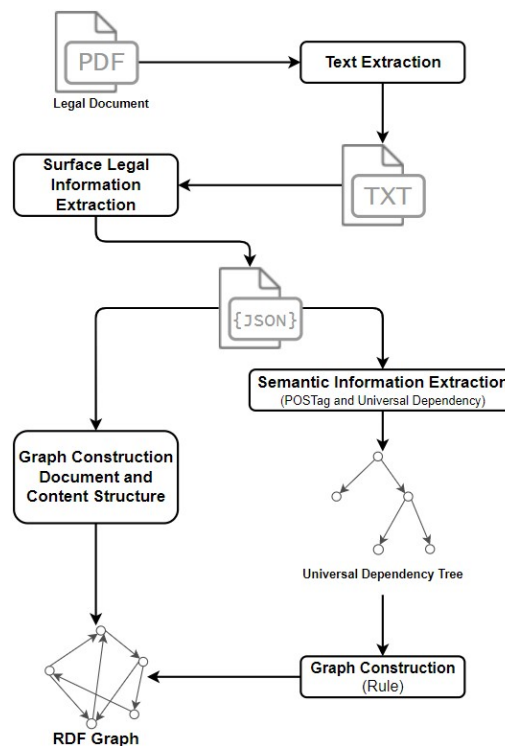 PDF
Legal Document
Text Extraction
TXT
Surface Legal
Information
Extraction
{JSON}
Semantic Information Extraction
(POSTag and Universal Dependency)
Graph Construction
Document and
Content Structure
Universal Dependency Tree
Graph Construction
(Rule)
RDF Graph